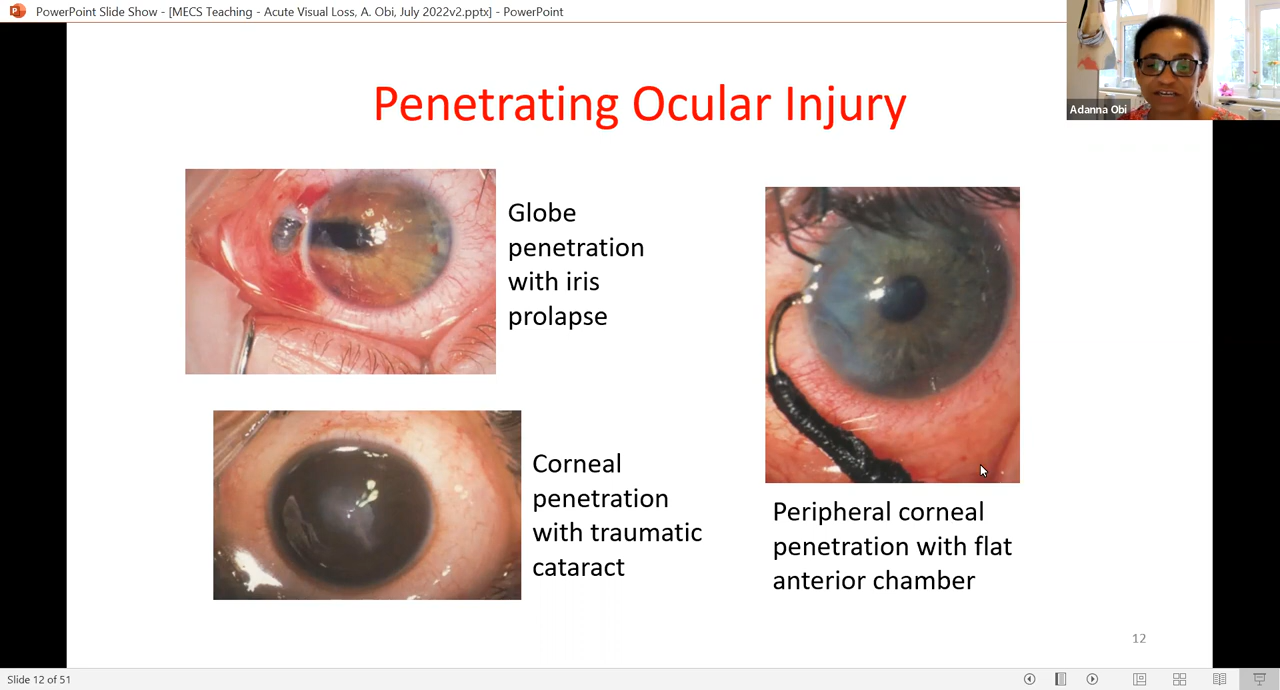 PowerPoint Slide Show - [MECS Teaching - Acute Visual Loss, A. Obi, July 2022v2.pptx] - PowerPoint
Adanna Obi
Penetrating Ocular Injury
Globe
penetration
with iris
prolapse
Corneal
penetration
with traumatic
cataract
Peripheral corneal
penetration with flat
anterior chamber
12
Slide 12 of 51